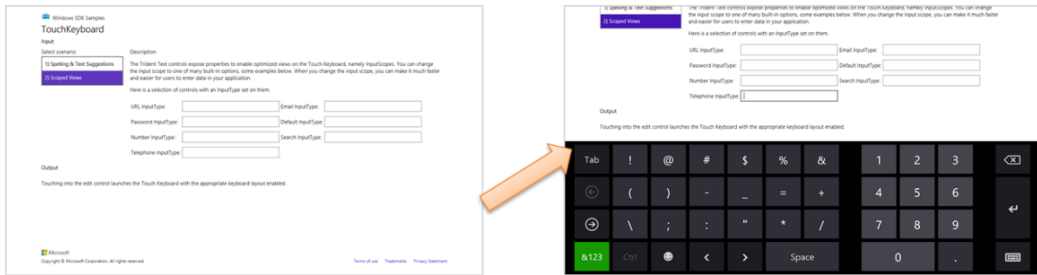 Windows SDK Samples
TouchKeyboard
Input
Select scenario:
1) Spelling & Text Suggestions
2) Scoped Views
Description
The Trident Text controls expose properties to enable optimized views on the Touch Keyboard, namely InputScopes. You can change
the input scope to one of many built-in options, some examples below. When you change the input scope, you can make it much faster
and easier for users to enter data in your application.
Here is a selection of controls with an InputType set on them.
URL InputType:
Email InputType:
Password InputType:
Default InputType:
Number InputType:
Search InputType:
Telephone InputType:
Output
Touching into the edit control launches the Touch Keyboard with the appropriate keyboard layout enabled.
Microsoft
Copyright © Microsoft Corporation. All rights reserved.
Terms of use Trademarks Privacy Statement
1) Spelling & Text Suggestions
2) Scoped Views
The Trident Text controls expose properties to enable optimized views on the Touch Keyboard, namely InputScopes. You can change
the input scope to one of many built-in options, some examples below. When you change the input scope, you can make it much faster
and easier for users to enter data in your application.
Here is a selection of controls with an InputType set on them.
URL InputType:
Email InputType:
Password InputType:
Default InputType:
Number InputType:
Search InputType:
Telephone InputType:
Output
Touching into the edit control launches the Touch Keyboard with the appropriate keyboard layout enabled.
Tab ! @ # $ % & 1 2 3
( ) - _ = + 4 5 6
\ ; : " * / 7 8 9
&123 Ctrl < > Space 0 .